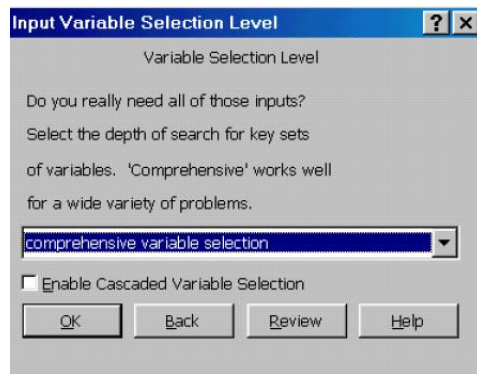 Input Variable Selection Level
Variable Selection Level
Do you really need all of those inputs?
Select the depth of search for key sets
of variables. 'Comprehensive' works well
for a wide variety of problems.
comprehensive variable selection
Enable Cascaded Variable Selection
OK Back Review Help